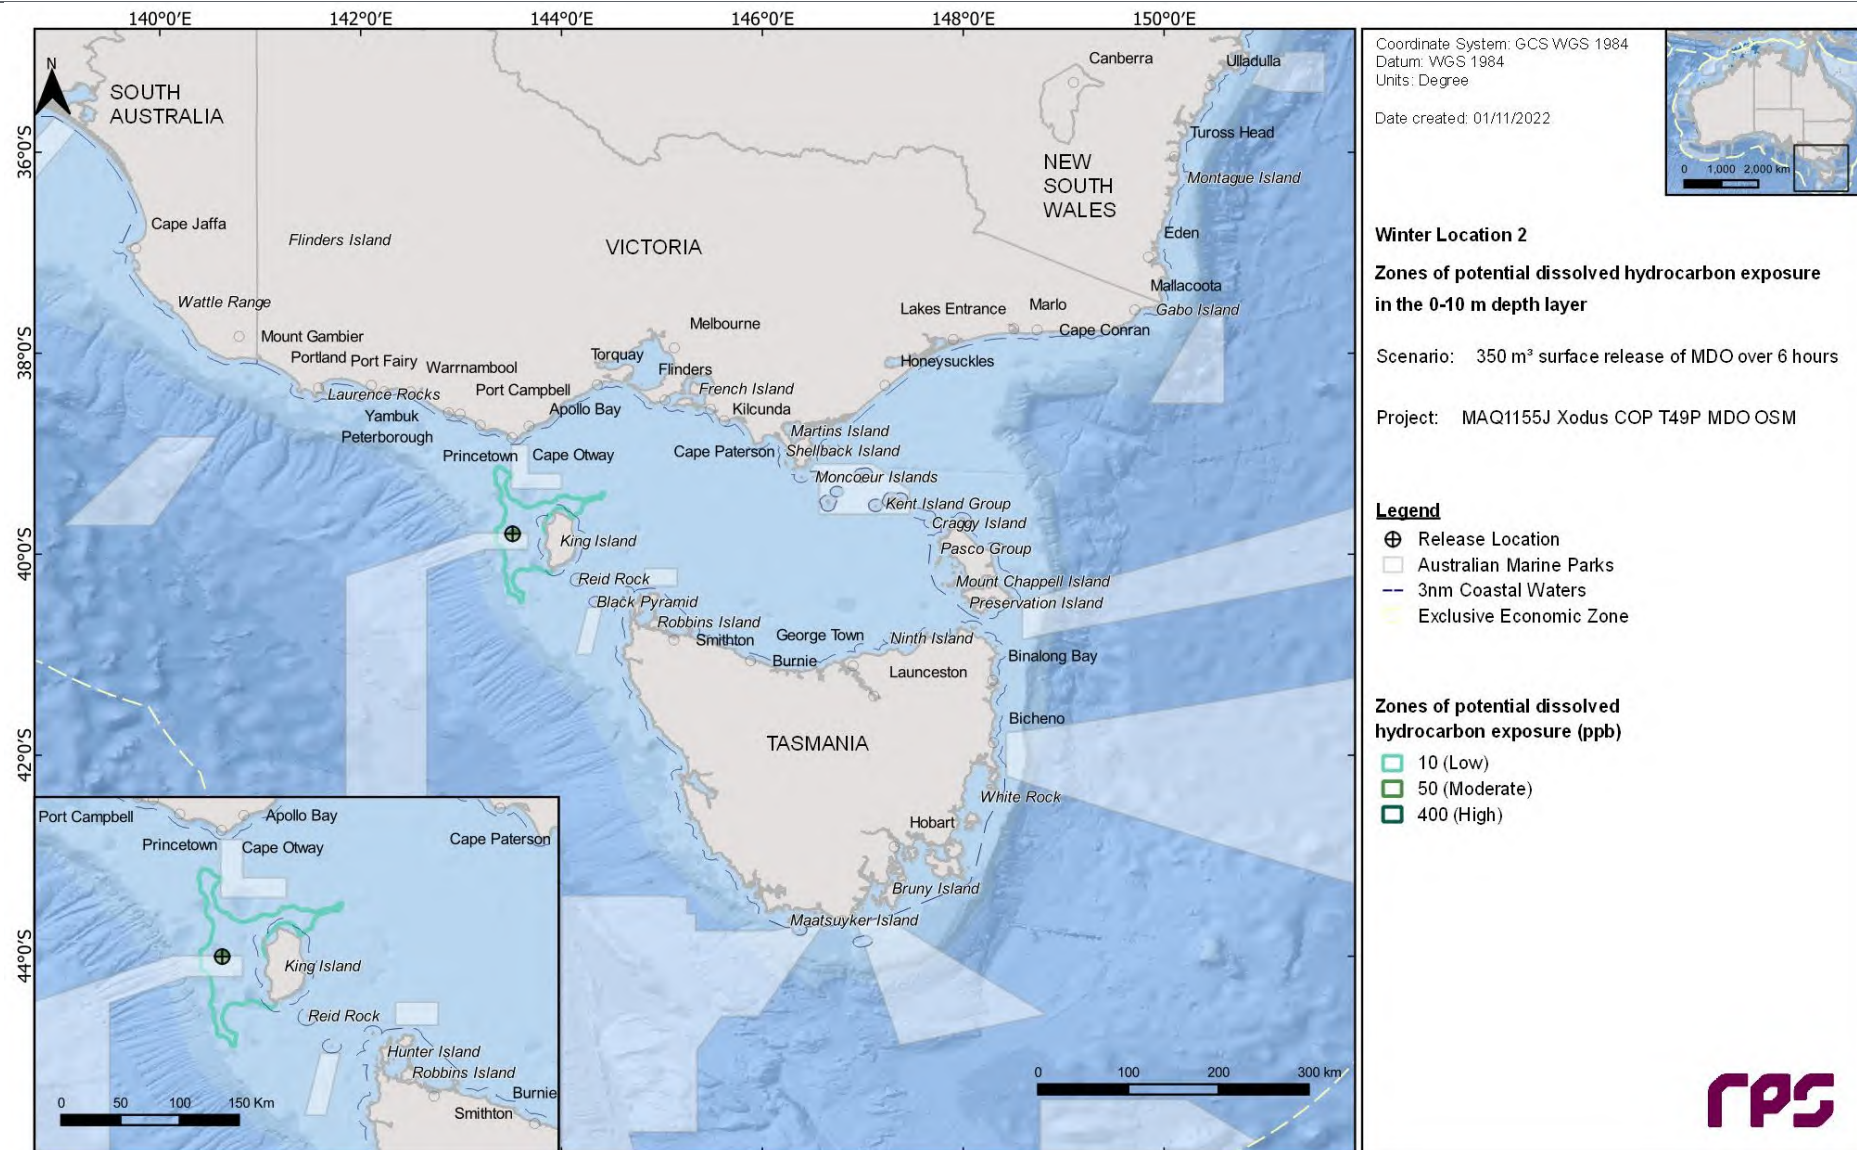 140°0'E 142°0'E 144°0'E 146°0'E 148°0'E 150°0'E
36°0'S
38°0'S
40°0'S
42°0'S
44°0'S
N
SOUTH
AUSTRALIA
Canberra
Ulladulla
Tuross Head
NEW
SOUTH
WALES
Montague Island
Cape Jaffa
Flinders Island
VICTORIA
Eden
Mallacoota
Wattle Range
Lakes Entrance
Marlo
Gabo Island
Melbourne
Cape Conran
Mount Gambier
Portland
Port Fairy
Warrnambool
Torquay
Flinders
Honeysuckles
Laurence Rocks
Port Campbell
French Island
Yambuk
Apollo Bay
Kilcunda
Peterborough
Martins Island
Princetown
Cape Otway
Cape Paterson
Shellback Island
Moncoeur Islands
Kent Island Group
Craggy Island
King Island
Pasco Group
Reid Rock
Mount Chappell Island
Black Pyramid
Preservation Island
Robbins Island
Smithton
George Town
Ninth Island
Burnie
Launceston
Binalong Bay
Bicheno
TASMANIA
White Rock
Hobart
Bruny Island
Maatsuyker Island
0 100 200 300 km
Port Campbell
Apollo Bay
Princetown
Cape Otway
Cape Paterson
King Island
Reid Rock
Hunter Island
Robbins Island
Burnie
Smithton
0 50 100 150 Km
Coordinate System: GCS WGS 1984
Datum: WGS 1984
Units: Degree
Date created: 01/11/2022
0 1,000 2,000 km
Winter Location 2
Zones of potential dissolved hydrocarbon exposure
in the 0-10 m depth layer
Scenario: 350 m³ surface release of MDO over 6 hours
Project: MAQ1155J Xodus COP T49P MDO OSM
Legend
Release Location
Australian Marine Parks
3nm Coastal Waters
Exclusive Economic Zone
Zones of potential dissolved
hydrocarbon exposure (ppb)
10 (Low)
50 (Moderate)
400 (High)
rps